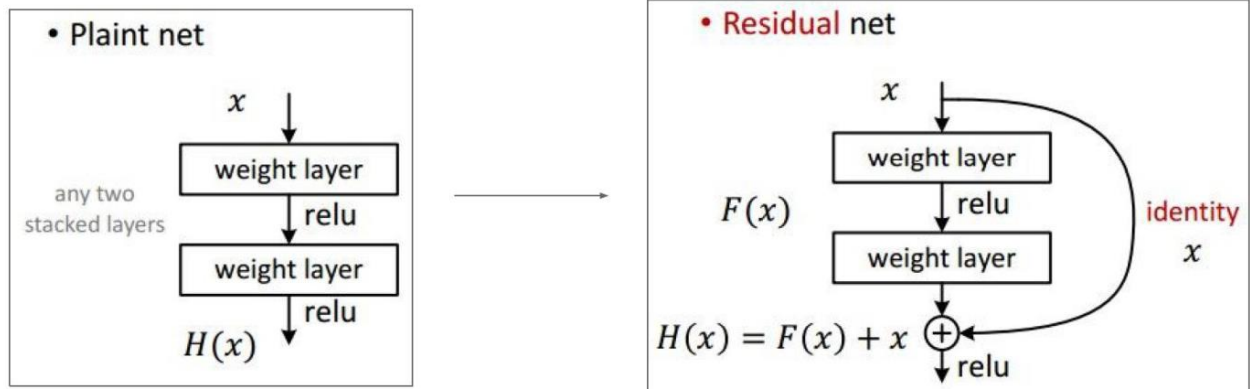 • Plaint net
x
weight layer
any two
stacked layers
relu
weight layer
relu
H(x)
• Residual net
x
weight layer
relu
F(x)
identity
x
weight layer
H(x) = F(x) + x
+
relu